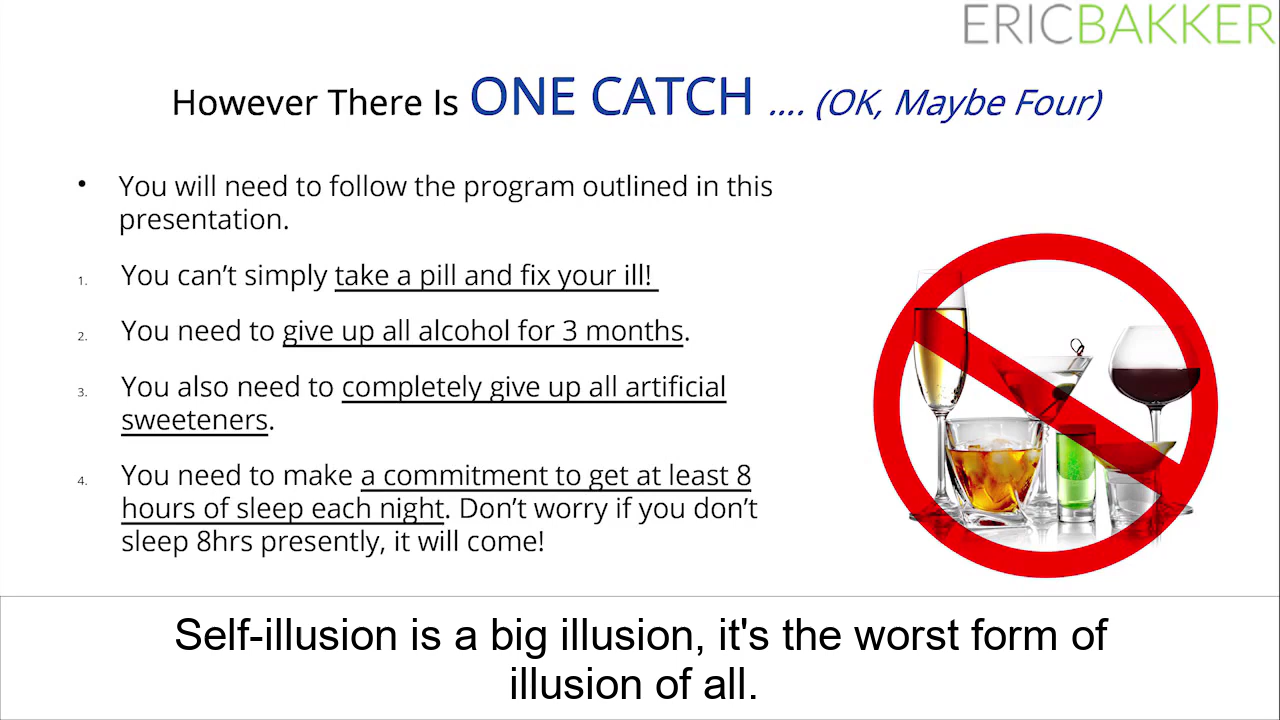 ERICBAKKER
However There Is ONE CATCH .... (OK, Maybe Four)
• You will need to follow the program outlined in this
presentation.
1. You can’t simply take a pill and fix your ill!
2. You need to give up all alcohol for 3 months.
3. You also need to completely give up all artificial
sweeteners.
4. You need to make a commitment to get at least 8
hours of sleep each night. Don’t worry if you don’t
sleep 8hrs presently, it will come!
Self-illusion is a big illusion, it's the worst form of
illusion of all.